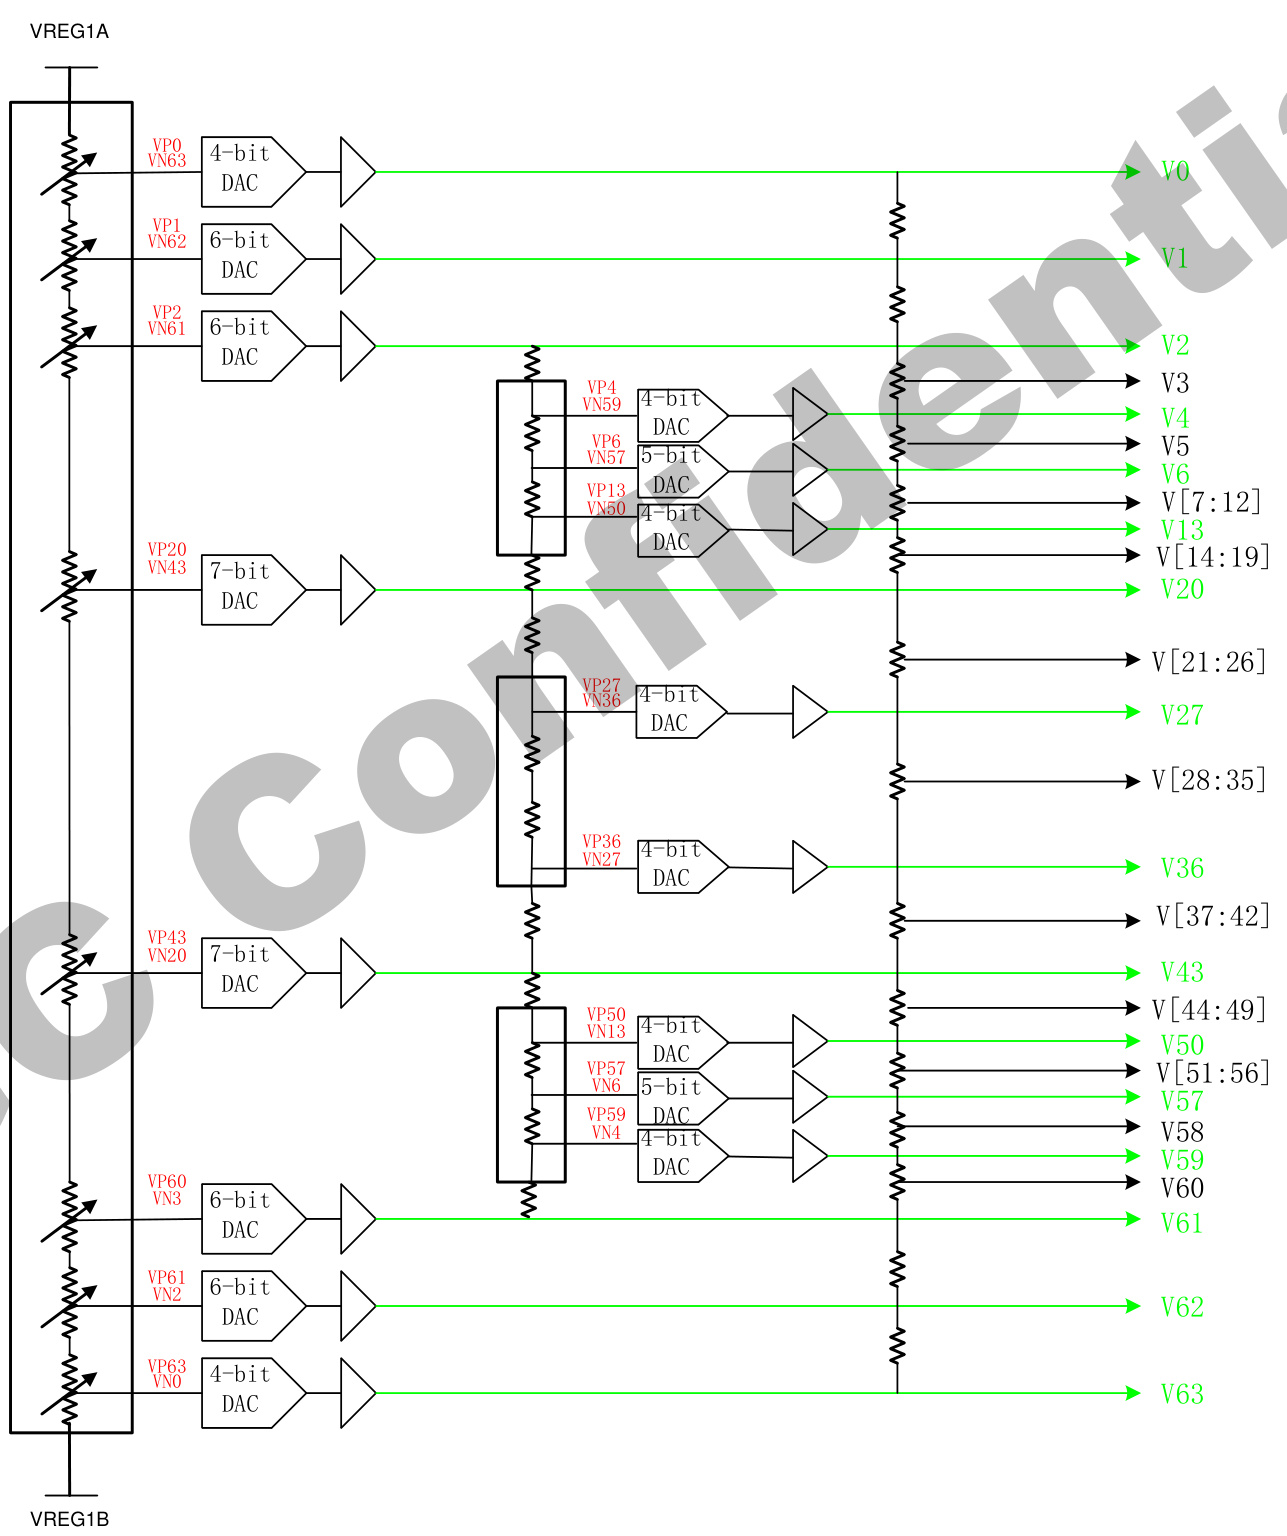 VREG1A
VP0
VN63
4-bit
DAC
V0
VP1
VN62
6-bit
DAC
V1
VP2
VN61
6-bit
DAC
V2
V3
VP4
VN59
4-bit
DAC
V4
V5
VP6
VN57
5-bit
DAC
V6
V[7:12]
VP13
VN50
4-bit
DAC
V13
V[14:19]
VP20
VN43
7-bit
DAC
V20
V[21:26]
VP27
VN36
4-bit
DAC
V27
V[28:35]
VP36
VN27
4-bit
DAC
V36
V[37:42]
VP43
VN20
7-bit
DAC
V43
V[44:49]
VP50
VN13
4-bit
DAC
V50
V[51:56]
VP57
VN6
5-bit
DAC
V57
V58
VP59
VN4
4-bit
DAC
V59
V60
VP60
VN3
6-bit
DAC
V61
VP61
VN2
6-bit
DAC
V62
VP63
VN0
4-bit
DAC
V63
VREG1B
C Confidenti